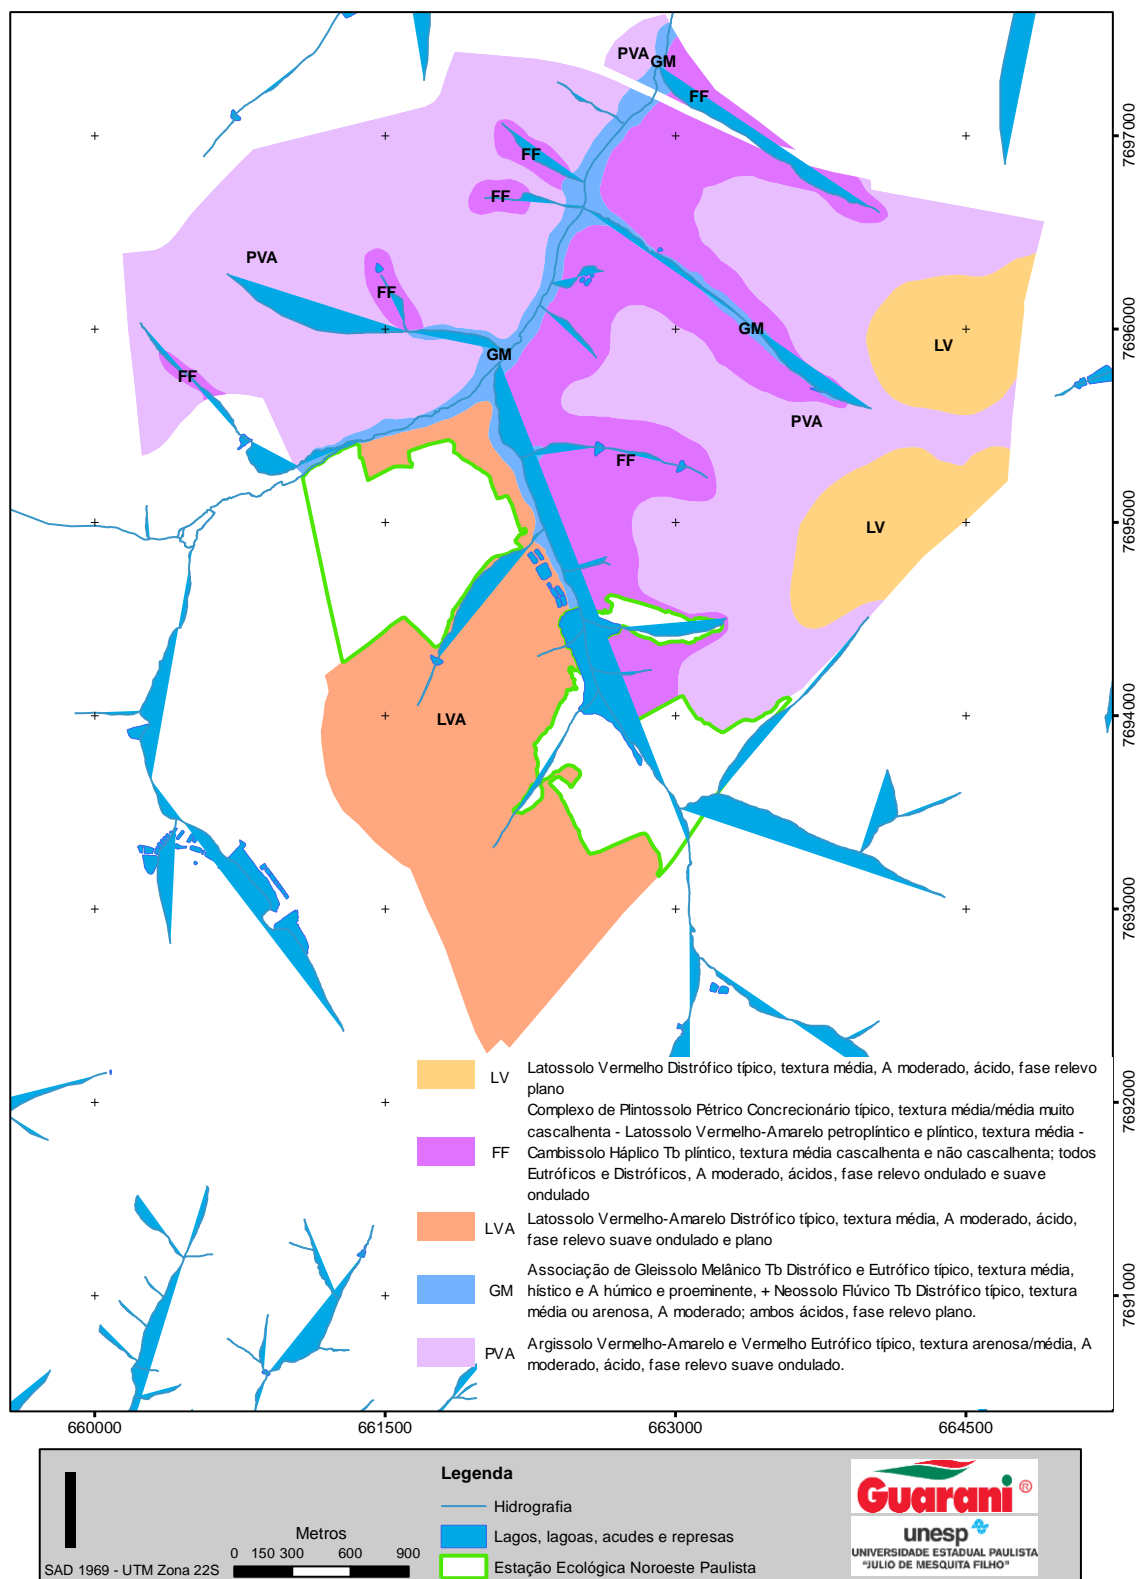 PVA
GM
FF
FF
FF
PVA
FF
GM
GM
LV
FF
PVA
FF
LV
LVA
7697000
7696000
7695000
7694000
7693000
7692000
7691000
LV
Latossolo Vermelho Distrófico típico, textura média, A moderado, ácido, fase relevo
plano
FF
Complexo de Plintossolo Pétrico Concrecionário típico, textura média/média muito
cascalhenta - Latossolo Vermelho-Amarelo petroplíntico e plíntico, textura média -
Cambissolo Háplico Tb plíntico, textura média cascalhenta e não cascalhenta; todos
Eutróficos e Distróficos, A moderado, ácidos, fase relevo ondulado e suave
ondulado
LVA
Latossolo Vermelho-Amarelo Distrófico típico, textura média, A moderado, ácido,
fase relevo suave ondulado e plano
GM
Associação de Gleissolo Melânico Tb Distrófico e Eutrófico típico, textura média,
hístico e A húmico e proeminente, + Neossolo Flúvico Tb Distrófico típico, textura
média ou arenosa, A moderado; ambos ácidos, fase relevo plano.
PVA
Argissolo Vermelho-Amarelo e Vermelho Eutrófico típico, textura arenosa/média, A
moderado, ácido, fase relevo suave ondulado.
660000 661500 663000 664500
Legenda
Hidrografia
Lagos, lagoas, acudes e represas
Estação Ecológica Noroeste Paulista
Metros
0 150 300 600 900
SAD 1969 - UTM Zona 22S
Guarani ®
unesp
UNIVERSIDADE ESTADUAL PAULISTA
"JULIO DE MESQUITA FILHO"